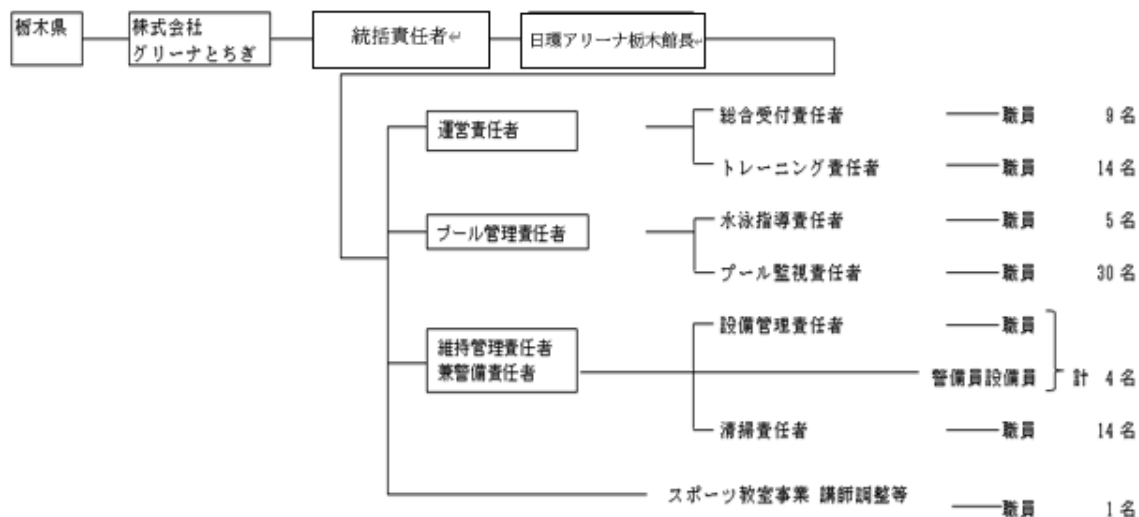 栃木県
株式会社
グリーナとちぎ
統括責任者↵
日環アリーナ栃木館長↵
運営責任者
総合受付責任者 職員 9名
トレーニング責任者 職員 14名
プール管理責任者
水泳指導責任者 職員 5名
プール監視責任者 職員 30名
維持管理責任者
兼警備責任者
設備管理責任者 職員
警備員設備員 計 4名
清掃責任者 職員 14名
スポーツ教室事業 講師調整等
職員 1名